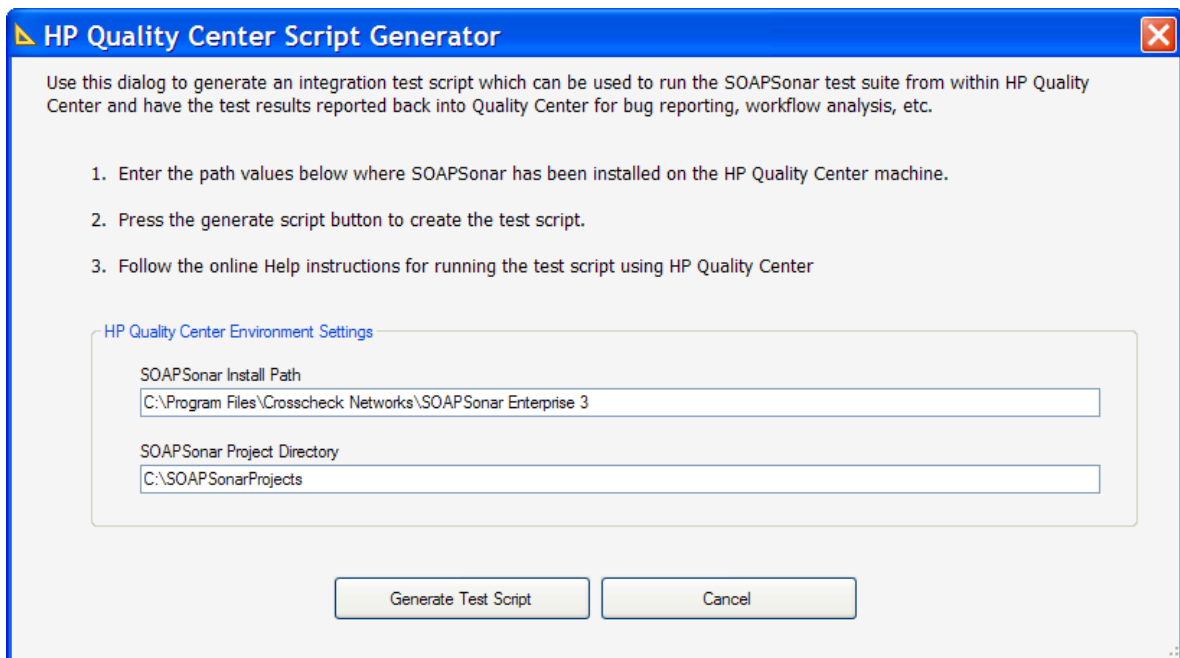 HP Quality Center Script Generator
Use this dialog to generate an integration test script which can be used to run the SOAPSonar test suite from within HP Quality
Center and have the test results reported back into Quality Center for bug reporting, workflow analysis, etc.
1. Enter the path values below where SOAPSonar has been installed on the HP Quality Center machine.
2. Press the generate script button to create the test script.
3. Follow the online Help instructions for running the test script using HP Quality Center
HP Quality Center Environment Settings
SOAPSonar Install Path
C:\Program Files\Crosscheck Networks\SOAPSonar Enterprise 3
SOAPSonar Project Directory
C:\SOAPSonarProjects
Generate Test Script
Cancel